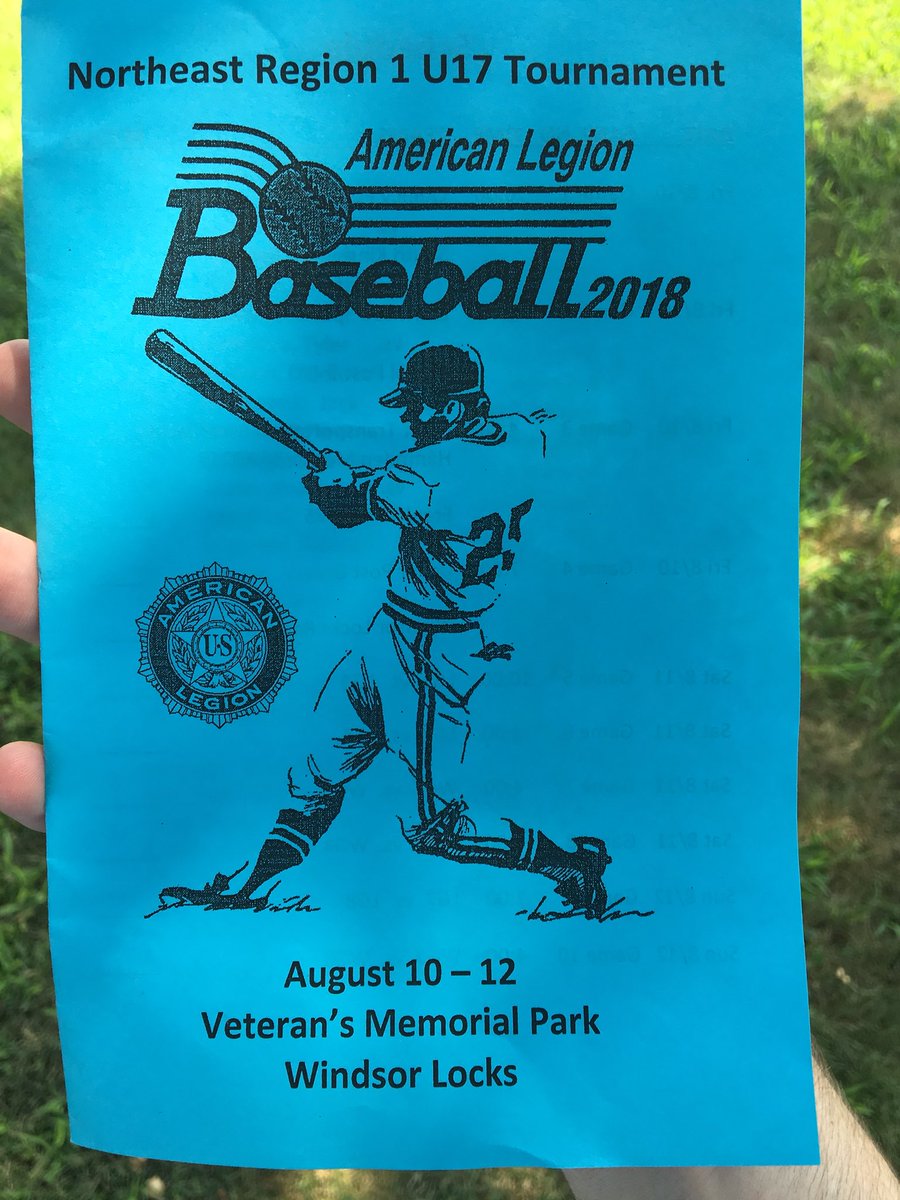 Northeast Region 1 U17 Tournament
American Legion
Baseball 2018
25
AMERICAN
U.S
LEGION
August 10 – 12
Veteran's Memorial Park
Windsor Locks